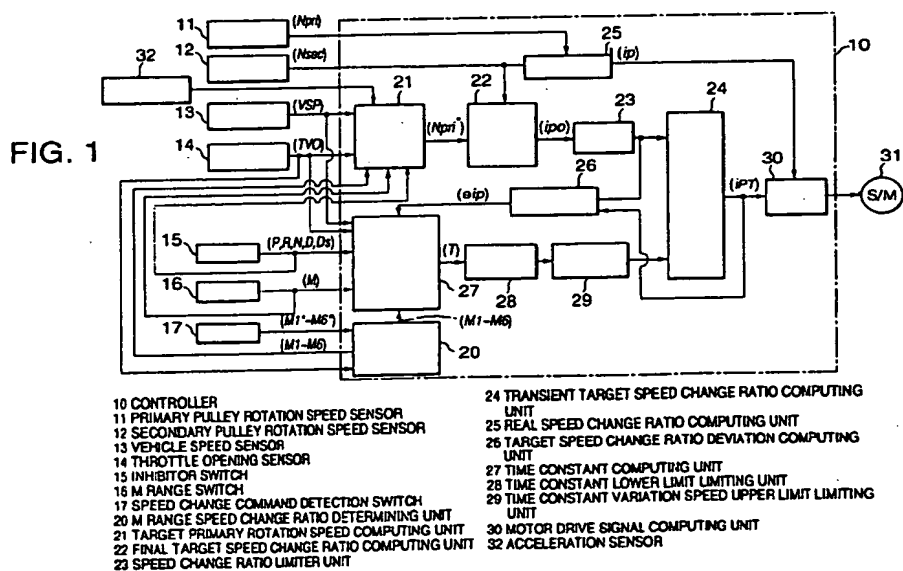 FIG. 1
11
(Npri)
12
(Nsec)
32
13
(VSP)
14
(TVO)
21
(Npri*)
22
(ipo)
23
24
25
(ip)
10
26
(eip)
(iPT)
30
31
S/M
15
(P,R,N,D,Ds)
16
(M)
17
(M1*-M6*)
(M1-M6)
(T)
27
28
29
(M1-M6)
20
10 CONTROLLER
11 PRIMARY PULLEY ROTATION SPEED SENSOR
12 SECONDARY PULLEY ROTATION SPEED SENSOR
13 VEHICLE SPEED SENSOR
14 THROTTLE OPENING SENSOR
15 INHIBITOR SWITCH
16 M RANGE SWITCH
17 SPEED CHANGE COMMAND DETECTION SWITCH
20 M RANGE SPEED CHANGE RATIO DETERMINING UNIT
21 TARGET PRIMARY ROTATION SPEED COMPUTING UNIT
22 FINAL TARGET SPEED CHANGE RATIO COMPUTING UNIT
23 SPEED CHANGE RATIO LIMITER UNIT
24 TRANSIENT TARGET SPEED CHANGE RATIO COMPUTING
UNIT
25 REAL SPEED CHANGE RATIO COMPUTING UNIT
26 TARGET SPEED CHANGE RATIO DEVIATION COMPUTING
UNIT
27 TIME CONSTANT COMPUTING UNIT
28 TIME CONSTANT LOWER LIMIT LIMITING UNIT
29 TIME CONSTANT VARIATION SPEED UPPER LIMIT LIMITING
UNIT
30 MOTOR DRIVE SIGNAL COMPUTING UNIT
32 ACCELERATION SENSOR